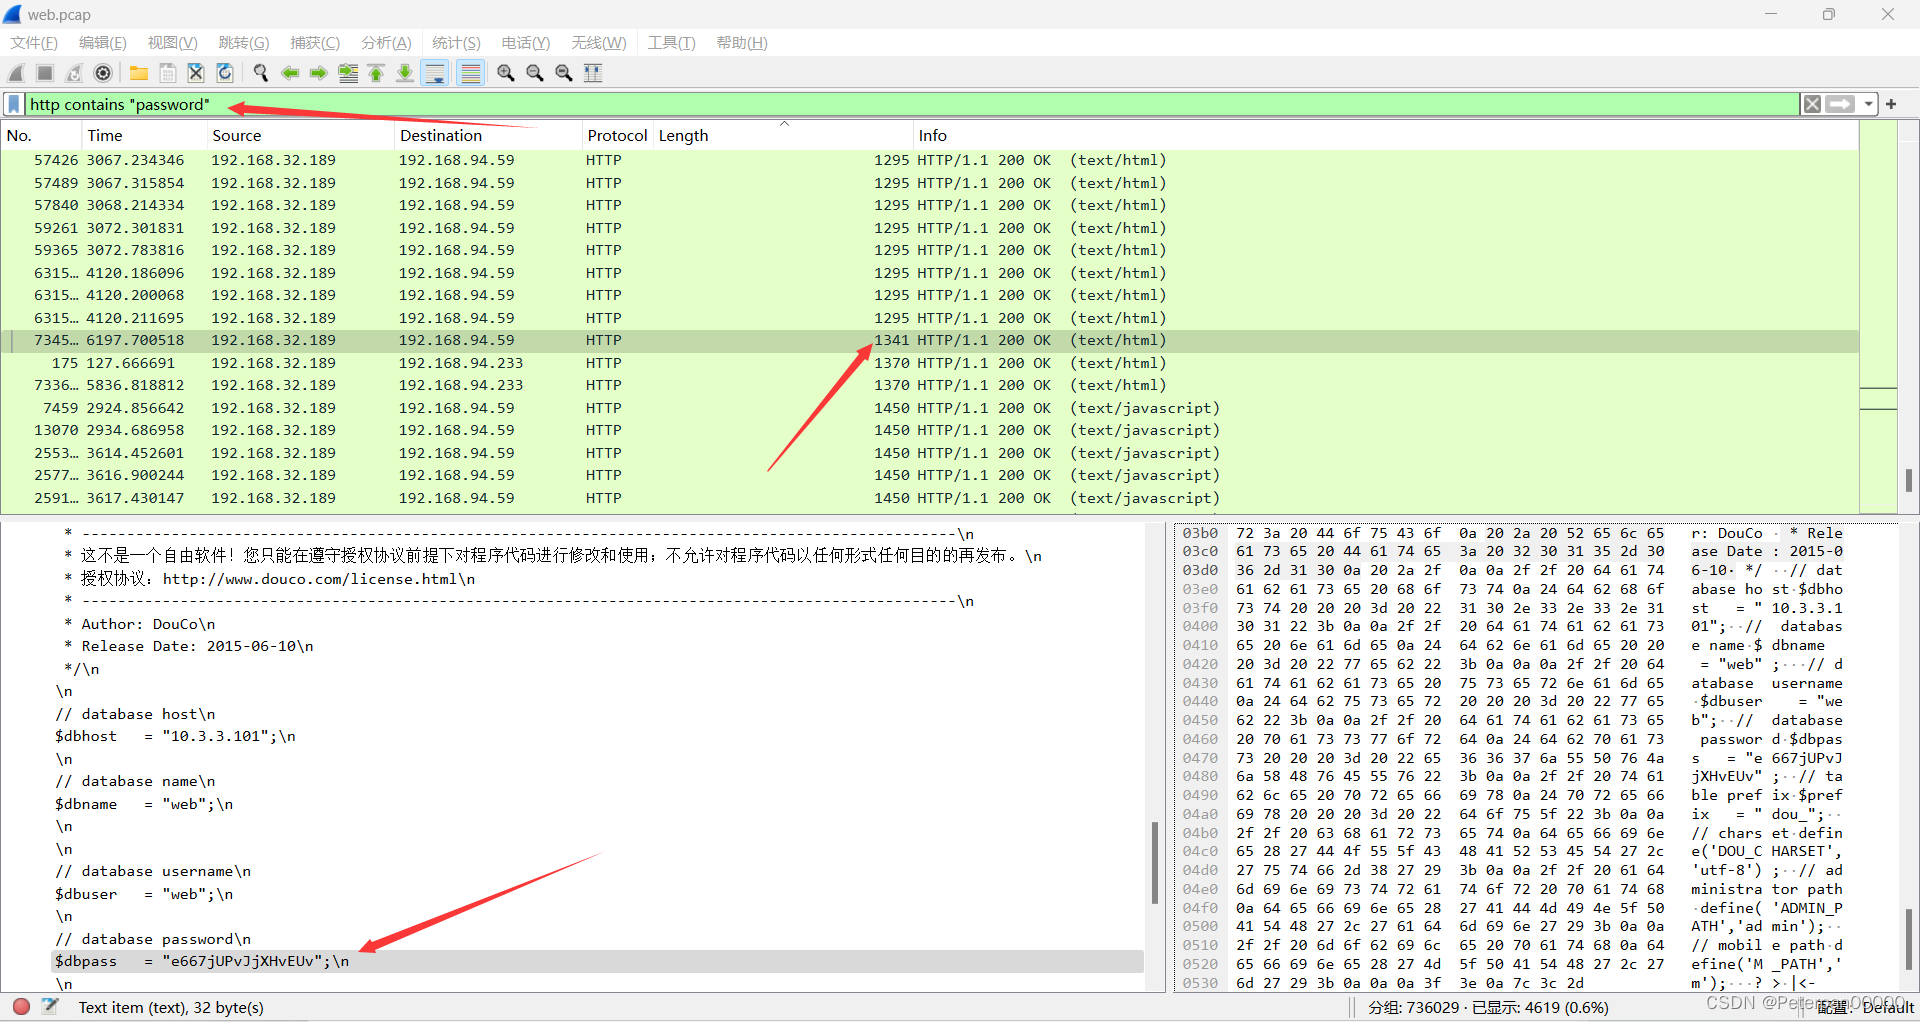 web.pcap
文件(F) 编辑(E) 视图(V) 跳转(G) 捕获(C) 分析(A) 统计(S) 电话(Y) 无线(W) 工具(T) 帮助(H)
http contains "password"
No. Time Source Destination Protocol Length Info
57426 3067.234346 192.168.32.189 192.168.94.59 HTTP 1295 HTTP/1.1 200 OK (text/html)
57489 3067.315854 192.168.32.189 192.168.94.59 HTTP 1295 HTTP/1.1 200 OK (text/html)
57840 3068.214334 192.168.32.189 192.168.94.59 HTTP 1295 HTTP/1.1 200 OK (text/html)
59261 3072.301831 192.168.32.189 192.168.94.59 HTTP 1295 HTTP/1.1 200 OK (text/html)
59365 3072.783816 192.168.32.189 192.168.94.59 HTTP 1295 HTTP/1.1 200 OK (text/html)
6315… 4120.186096 192.168.32.189 192.168.94.59 HTTP 1295 HTTP/1.1 200 OK (text/html)
6315… 4120.200068 192.168.32.189 192.168.94.59 HTTP 1295 HTTP/1.1 200 OK (text/html)
6315… 4120.211695 192.168.32.189 192.168.94.59 HTTP 1295 HTTP/1.1 200 OK (text/html)
7345… 6197.700518 192.168.32.189 192.168.94.59 HTTP 1341 HTTP/1.1 200 OK (text/html)
175 127.666691 192.168.32.189 192.168.94.233 HTTP 1370 HTTP/1.1 200 OK (text/html)
7336… 5836.818812 192.168.32.189 192.168.94.233 HTTP 1370 HTTP/1.1 200 OK (text/html)
7459 2924.856642 192.168.32.189 192.168.94.59 HTTP 1450 HTTP/1.1 200 OK (text/javascript)
13070 2934.686958 192.168.32.189 192.168.94.59 HTTP 1450 HTTP/1.1 200 OK (text/javascript)
2553… 3614.452601 192.168.32.189 192.168.94.59 HTTP 1450 HTTP/1.1 200 OK (text/javascript)
2577… 3616.900244 192.168.32.189 192.168.94.59 HTTP 1450 HTTP/1.1 200 OK (text/javascript)
2591… 3617.430147 192.168.32.189 192.168.94.59 HTTP 1450 HTTP/1.1 200 OK (text/javascript)
* --------------------------------------------------------------------------------------------------\n
* 这不是一个自由软件！您只能在遵守授权协议前提下对程序代码进行修改和使用；不允许对程序代码以任何形式任何目的的再发布。\n
* 授权协议：http://www.douco.com/license.html\n
* --------------------------------------------------------------------------------------------------\n
* Author: DouCo\n
* Release Date: 2015-06-10\n
*/\n
\n
// database host\n
$dbhost   = "10.3.3.101";\n
\n
// database name\n
$dbname   = "web";\n
\n
\n
// database username\n
$dbuser   = "web";\n
\n
// database password\n
$dbpass   = "e667jUPvJjXHvEUv";\n
\n
03b0 72 3a 20 44 6f 75 43 6f 0a 20 2a 20 52 65 6c 65 r: DouCo · * Rele
03c0 61 73 65 20 44 61 74 65 3a 20 32 30 31 35 2d 30 ase Date : 2015-0
03d0 36 2d 31 30 0a 20 2a 2f 0a 0a 2f 2f 20 64 61 74 6-10· */ ··// dat
03e0 61 62 61 73 65 20 68 6f 73 74 0a 24 64 62 68 6f abase ho st·$dbho
03f0 73 74 20 20 20 3d 20 22 31 30 2e 33 2e 33 2e 31 st   = " 10.3.3.1
0400 30 31 22 3b 0a 0a 2f 2f 20 64 61 74 61 62 61 73 01";··//  databas
0410 65 20 6e 61 6d 65 0a 24 64 62 6e 61 6d 65 20 20 e name·$ dbname
0420 20 3d 20 22 77 65 62 22 3b 0a 0a 0a 2f 2f 20 64 = "web" ;···// d
0430 61 74 61 62 61 73 65 20 75 73 65 72 6e 61 6d 65 atabase  username
0440 0a 24 64 62 75 73 65 72 20 20 20 3d 20 22 77 65 ·$dbuser    = "we
0450 62 22 3b 0a 0a 2f 2f 20 64 61 74 61 62 61 73 65 b";··//  database
0460 20 70 61 73 73 77 6f 72 64 0a 24 64 62 70 61 73 passwor d·$dbpas
0470 73 20 20 20 3d 20 22 65 36 36 37 6a 55 50 76 4a s   = "e 667jUPvJ
0480 6a 58 48 76 45 55 76 22 3b 0a 0a 2f 2f 20 74 61 jXHvEUv" ;··// ta
0490 62 6c 65 20 70 72 65 66 69 78 0a 24 70 72 65 66 ble pref ix·$pref
04a0 69 78 20 20 20 3d 20 22 64 6f 75 5f 22 3b 0a 0a ix   = " dou_";··
04b0 2f 2f 20 63 68 61 72 73 65 74 0a 64 65 66 69 6e // chars et·defin
04c0 65 28 27 44 4f 55 5f 43 48 41 52 53 45 54 27 2c e('DOU_C HARSET',
04d0 27 75 74 66 2d 38 27 29 3b 0a 0a 2f 2f 20 61 64 'utf-8') ;··// ad
04e0 6d 69 6e 69 73 74 72 61 74 6f 72 20 70 61 74 68 ministra tor path
04f0 0a 64 65 66 69 6e 65 28 27 41 44 4d 49 4e 5f 50 ·define( 'ADMIN_P
0500 41 54 48 27 2c 27 61 64 6d 69 6e 27 29 3b 0a 0a ATH','ad min');··
0510 2f 2f 20 6d 6f 62 69 6c 65 20 70 61 74 68 0a 64 // mobil e path·d
0520 65 66 69 6e 65 28 27 4d 5f 50 41 54 48 27 2c 27 efine('M _PATH','
0530 6d 27 29 3b 0a 0a 0a 3f 3e 0a 7c 3c 2d m');···? >·|<-
Text item (text), 32 byte(s) 分组: 736029 · 已显示: 4619 (0.6%) 配置: Default